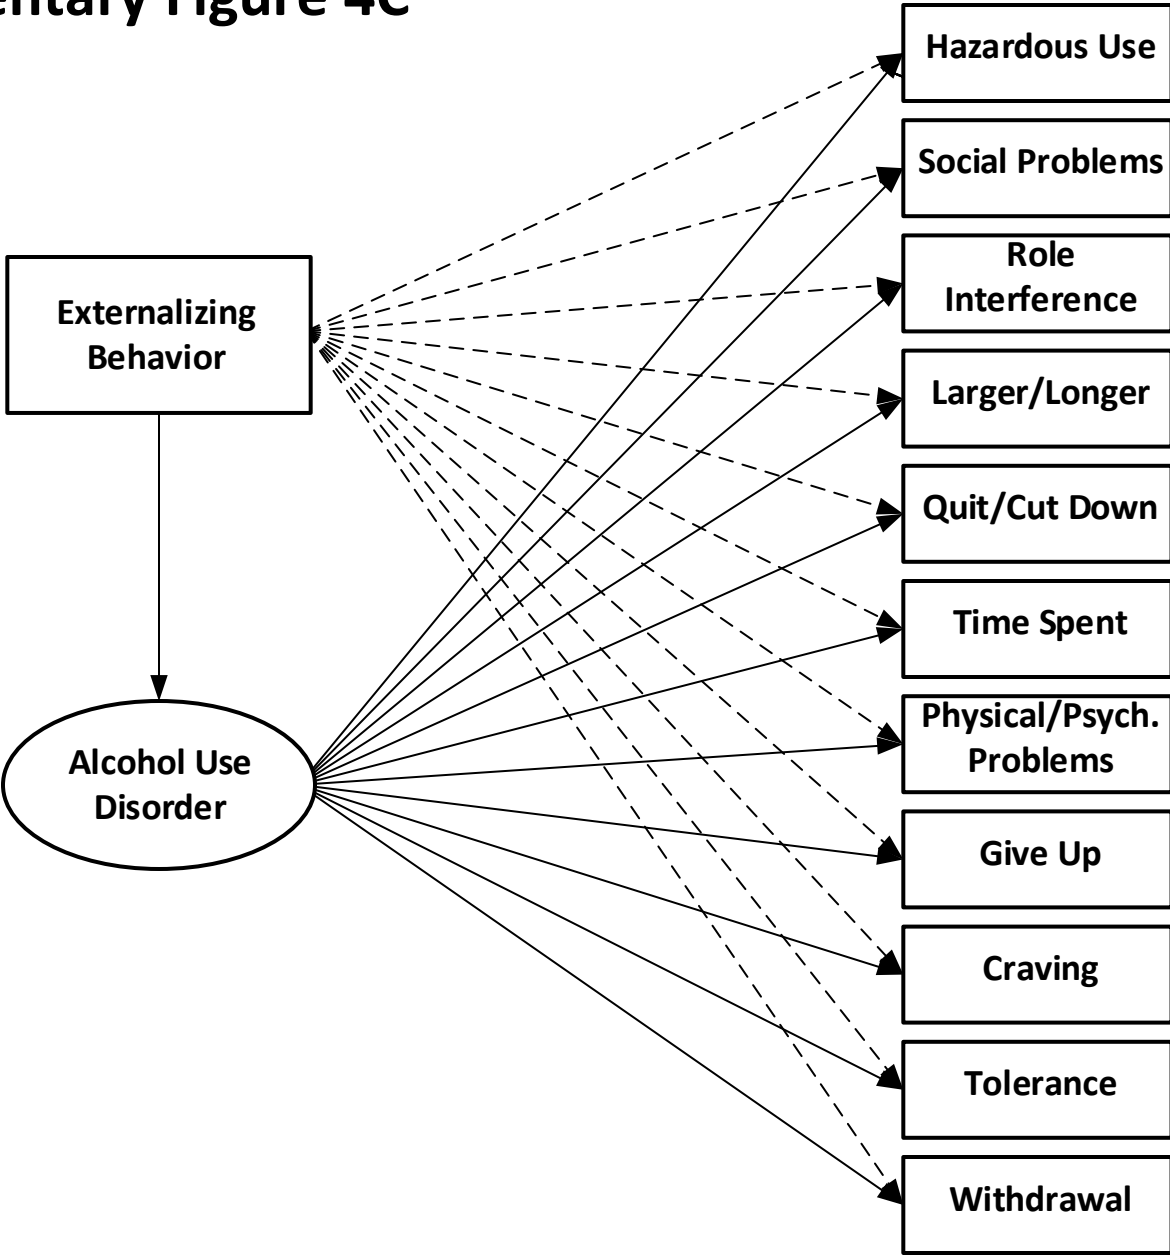 entary Figure 4C
Hazardous Use
Social Problems
Role
Interference
Externalizing
Behavior
Larger/Longer
Quit/Cut Down
Time Spent
Physical/Psych.
Problems
Alcohol Use
Disorder
Give Up
Craving
Tolerance
Withdrawal